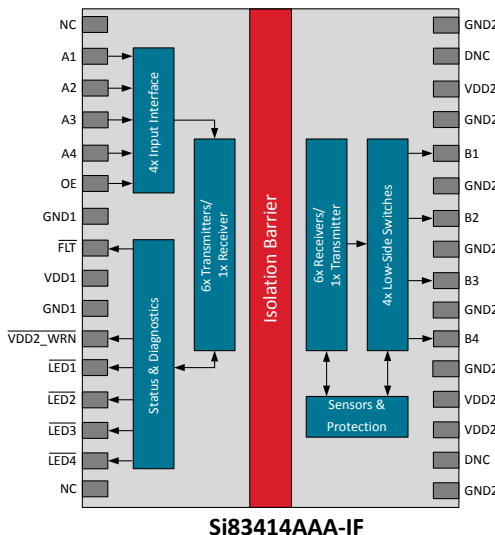 NC
A1
A2
A3
A4
OE
GND1
FLT
VDD1
GND1
VDD2_WRN
LED1
LED2
LED3
LED4
NC
4x Input Interface
Status & Diagnostics
6x Transmitters/
1x Receiver
Isolation Barrier
6x Receivers/
1x Transmitter
4x Low-Side Switches
Sensors &
Protection
GND2
DNC
VDD2
GND2
B1
GND2
B2
GND2
B3
GND2
B4
GND2
VDD2
VDD2
DNC
GND2
Si83414AAA-IF